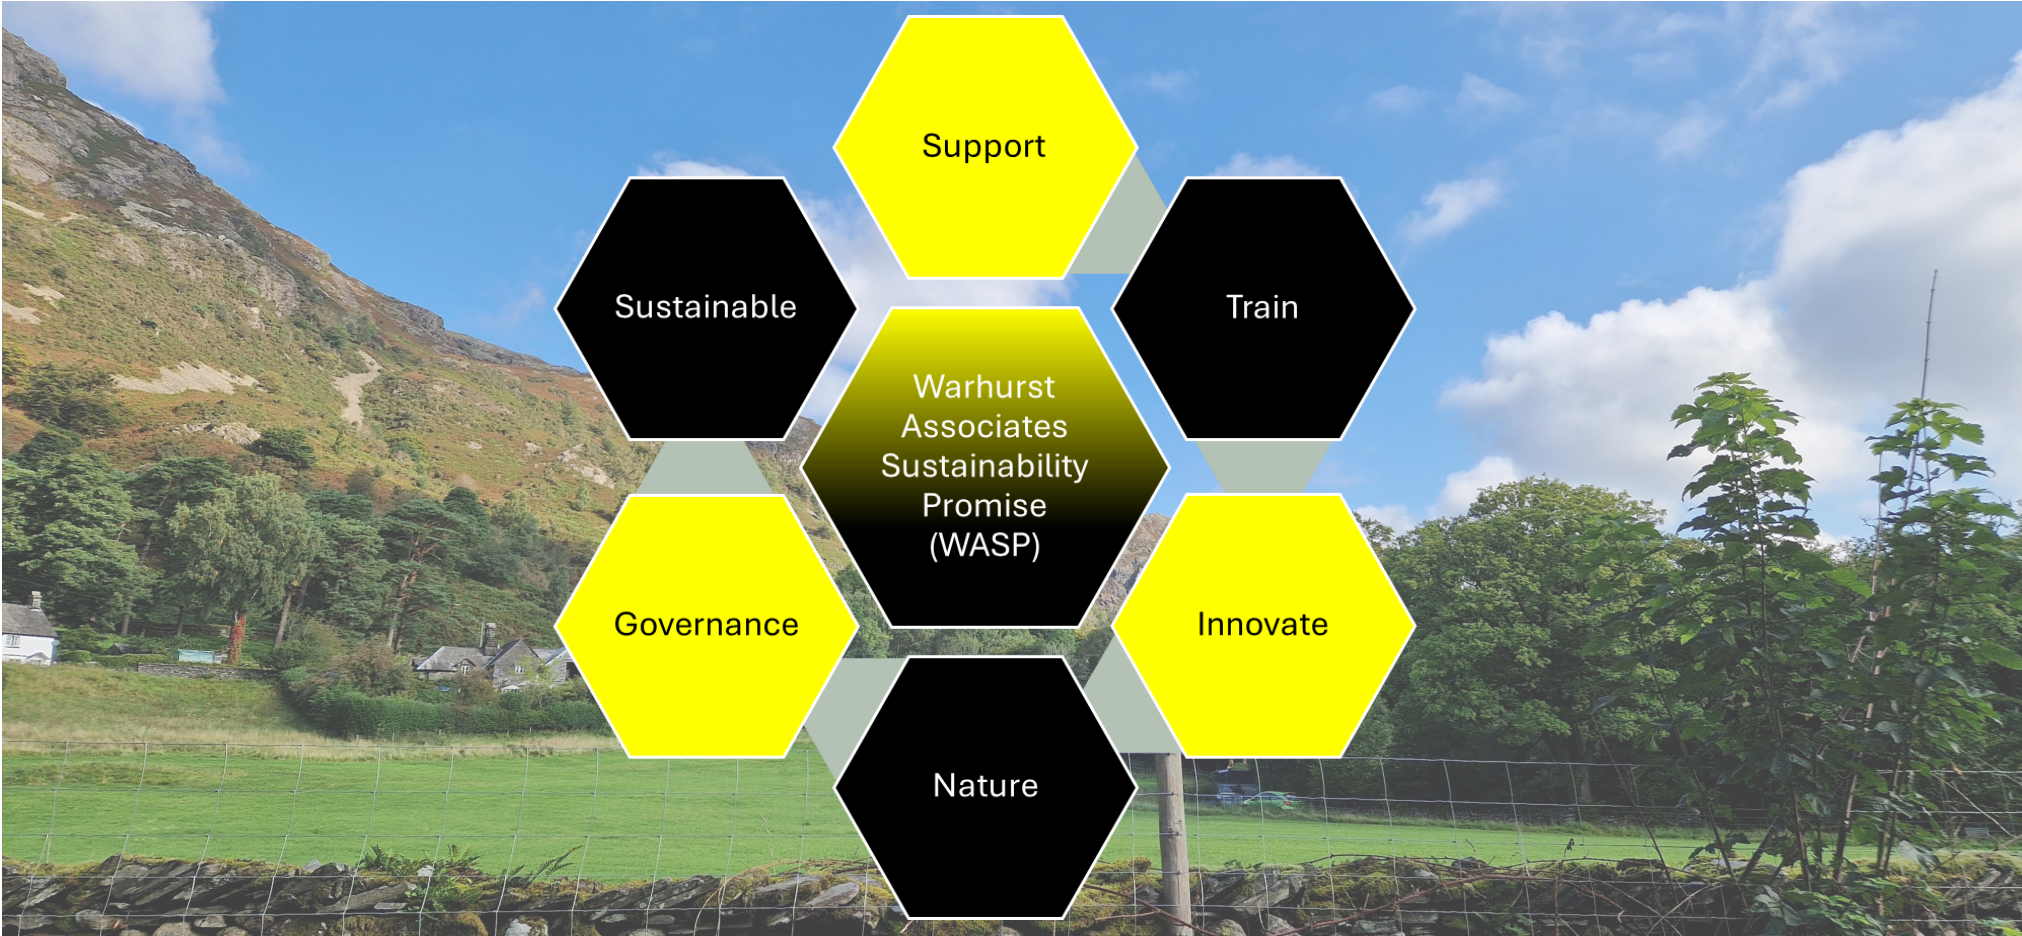 Support
Sustainable
Train
Warhurst
Associates
Sustainability
Promise
(WASP)
Governance
Innovate
Nature